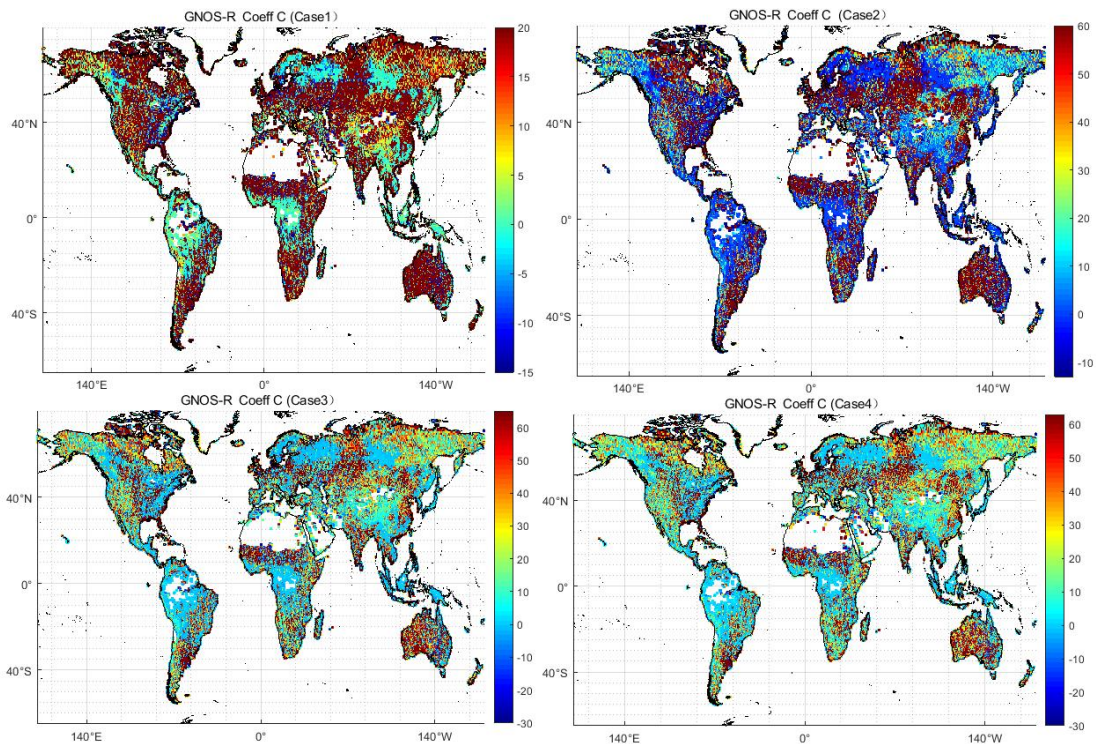 GNOS-R Coeff C (Case1）
20
15
10
5
0
-5
-10
-15
40°N
0°
40°S
140°E
0°
140°W
GNOS-R Coeff C (Case2）
60
50
40
30
20
10
0
-10
40°N
0°
40°S
140°E
0°
140°W
GNOS-R Coeff C (Case3）
60
50
40
30
20
10
0
-10
-20
-30
40°N
0°
40°S
140°E
0°
140°W
GNOS-R Coeff C (Case4）
60
50
40
30
20
10
0
-10
-20
-30
40°N
0°
40°S
140°E
0°
140°W